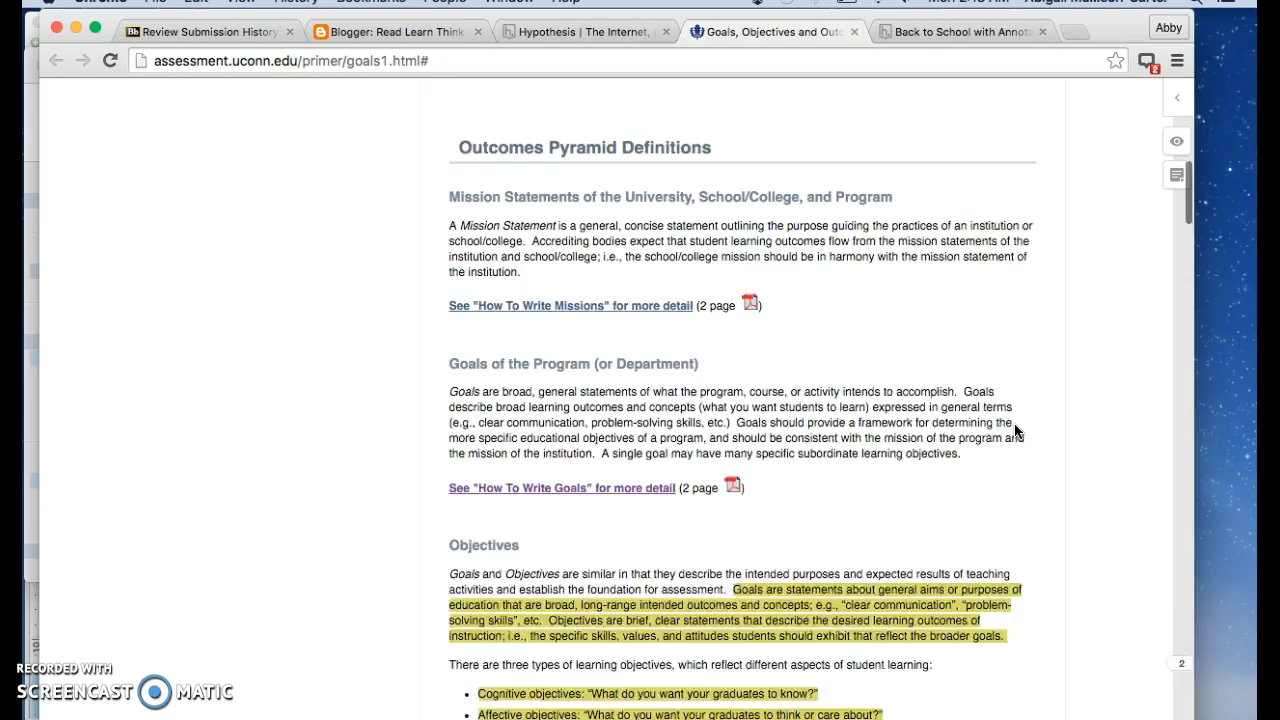 Review Submission History
Blogger: Read Learn Think
Hypothesis | The Internet,
Goals, Objectives and Outc
Back to School with Annota
Abby
assessment.uconn.edu/primer/goals1.html#
2
Outcomes Pyramid Definitions
Mission Statements of the University, School/College, and Program
A Mission Statement is a general, concise statement outlining the purpose guiding the practices of an institution or
school/college. Accrediting bodies expect that student learning outcomes flow from the mission statements of the
institution and school/college; i.e., the school/college mission should be in harmony with the mission statement of
the institution.
See "How To Write Missions" for more detail (2 page )
Goals of the Program (or Department)
Goals are broad, general statements of what the program, course, or activity intends to accomplish. Goals
describe broad learning outcomes and concepts (what you want students to learn) expressed in general terms
(e.g., clear communication, problem-solving skills, etc.) Goals should provide a framework for determining the
more specific educational objectives of a program, and should be consistent with the mission of the program and
the mission of the institution. A single goal may have many specific subordinate learning objectives.
See "How To Write Goals" for more detail (2 page )
Objectives
Goals and Objectives are similar in that they describe the intended purposes and expected results of teaching
activities and establish the foundation for assessment. Goals are statements about general aims or purposes of
education that are broad, long-range intended outcomes and concepts; e.g., “clear communication”, “problem-
solving skills”, etc. Objectives are brief, clear statements that describe the desired learning outcomes of
instruction; i.e., the specific skills, values, and attitudes students should exhibit that reflect the broader goals.
There are three types of learning objectives, which reflect different aspects of student learning:
2
• Cognitive objectives: “What do you want your graduates to know?”
• Affective objectives: “What do you want your graduates to think or care about?”
RECORDED WITH
SCREENCAST MATIC